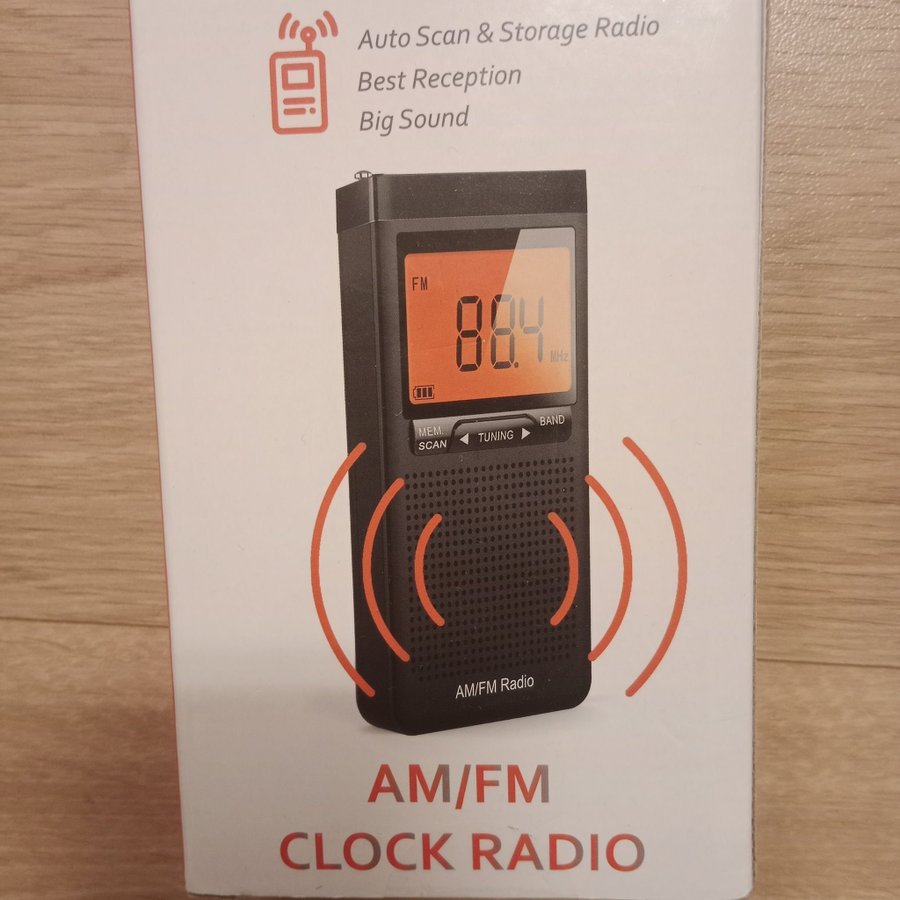 Auto Scan & Storage Radio
Best Reception
Big Sound
FM
88.4
MHz
MEM.
SCAN
TUNING
BAND
AM/FM Radio
AM/FM
CLOCK RADIO